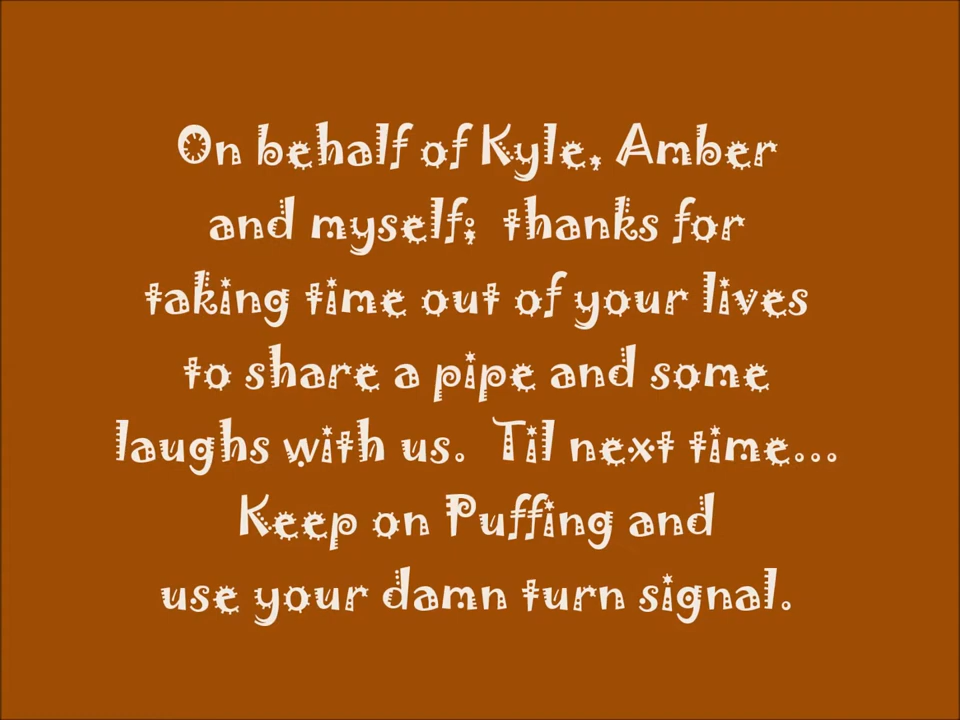 On behalf of Kyle, Amber
and myself; thanks for
taking time out of your lives
to share a pipe and some
laughs with us. Til next time...
Keep on Puffing and
use your damn turn signal.